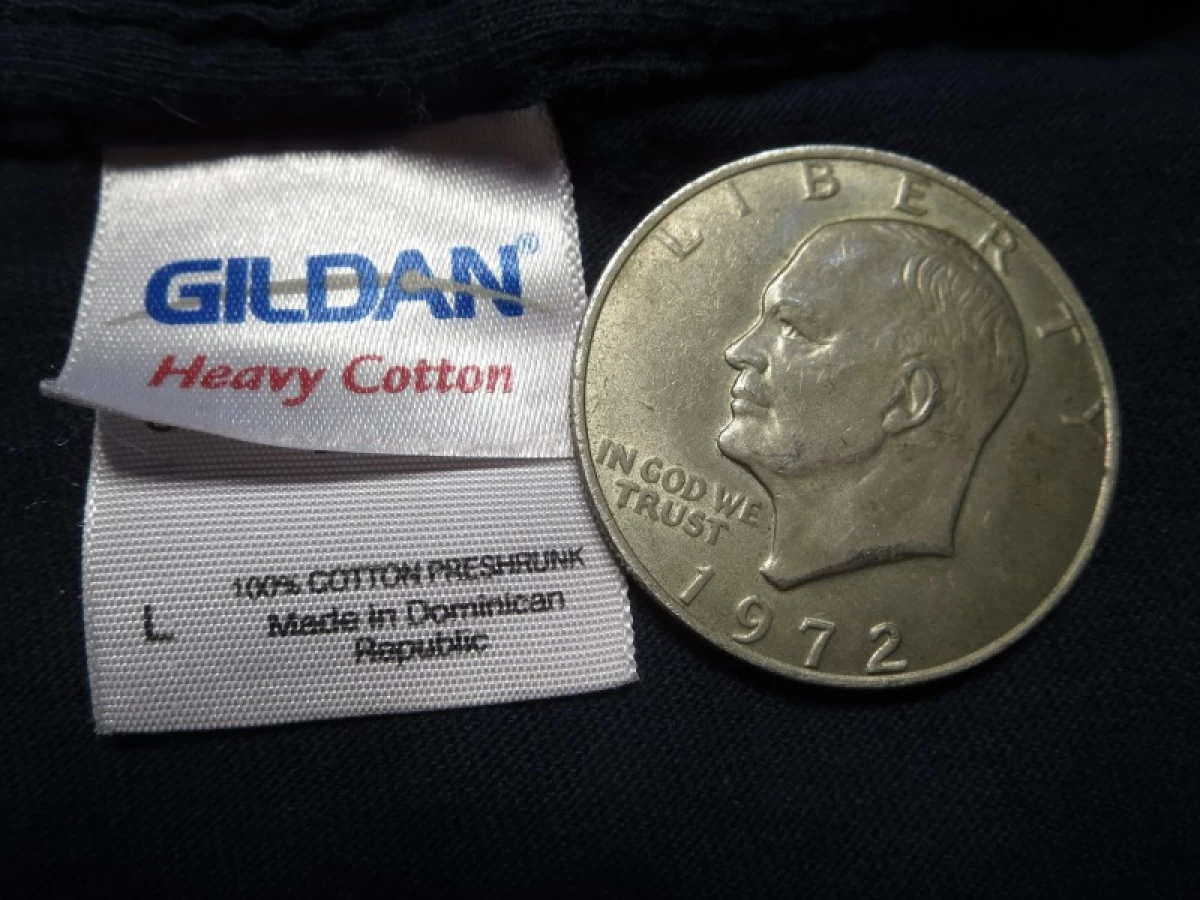 GILDAN®
Heavy Cotton
L
100% COTTON PRESHRUNK
Made in Dominican
Republic
LIBERTY
IN GOD WE
TRUST
1972